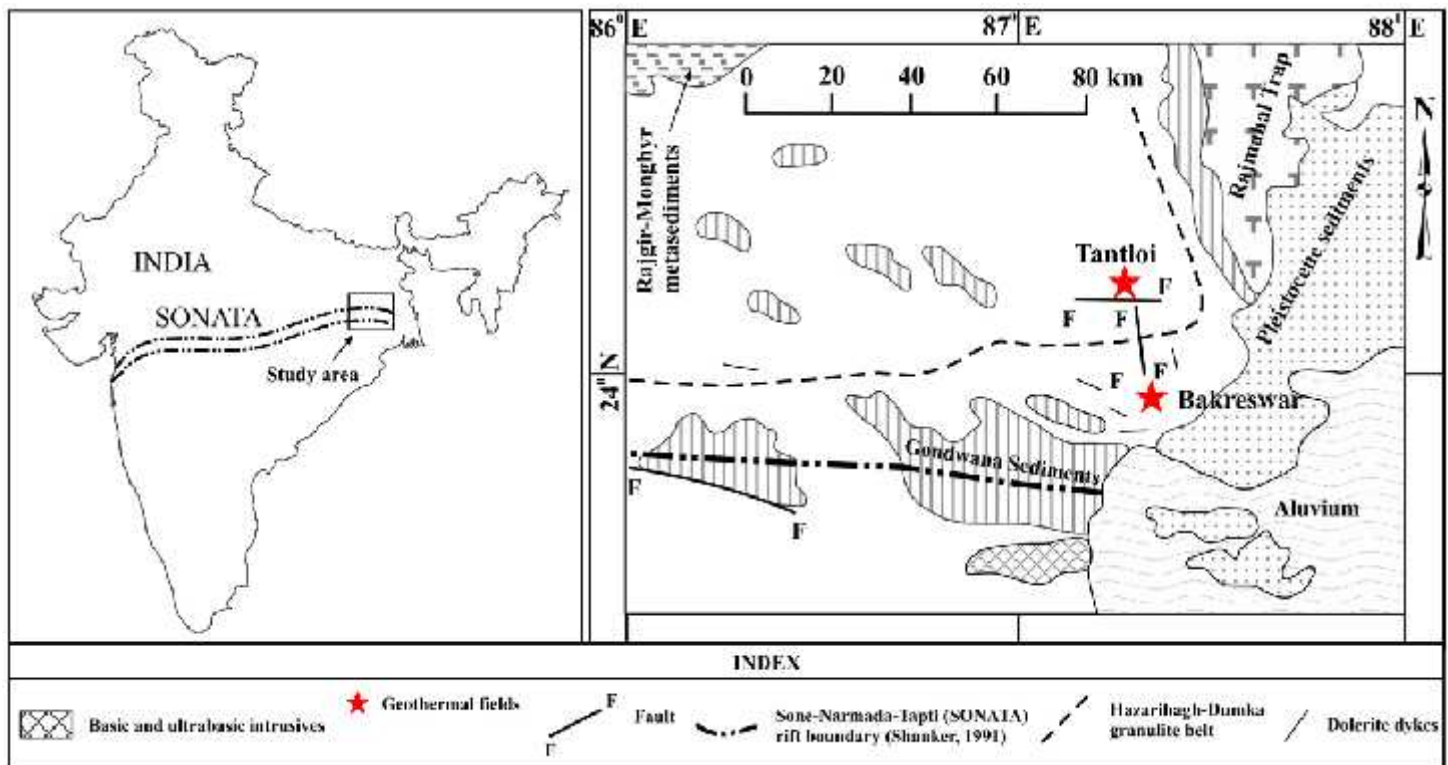 INDIA
SONATA
Study area
86° E
87° E
88° E
0 20 40 60 80 km
N
Rajgir-Monghyr
metasediments
Rajmahal Trap
Pleistocene sediments
Tantloi
F
F
F
F
F
Bakreswar
24° N
Gondwana Sediments
F
F
Aluvium
INDEX
Basic and ultrabasic intrusives
Geothermal fields
F
F
Fault
Sone-Narmada-Tapti (SONATA)
rift boundary (Shanker, 1991)
Hazaribagh-Dumka
granulite belt
Dolerite dykes